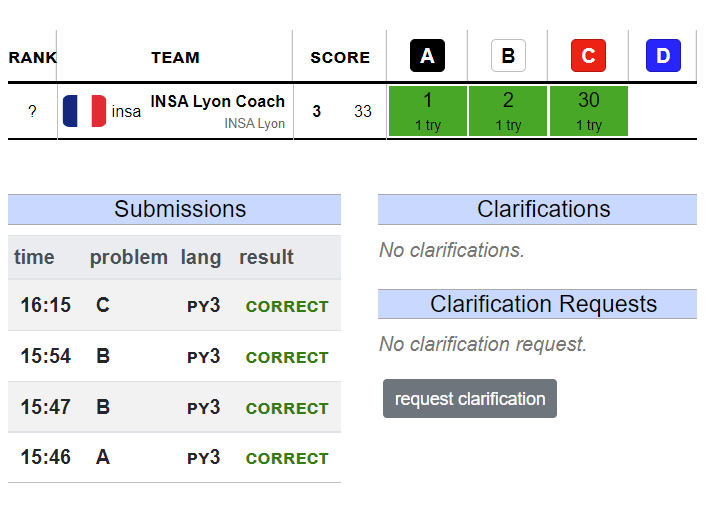 RANK TEAM SCORE A B C D
? insa INSA Lyon Coach 3 33 1 2 30
INSA Lyon 1 try 1 try 1 try
Submissions
time problem lang result
16:15 C PY3 CORRECT
15:54 B PY3 CORRECT
15:47 B PY3 CORRECT
15:46 A PY3 CORRECT
Clarifications
No clarifications.
Clarification Requests
No clarification request.
request clarification